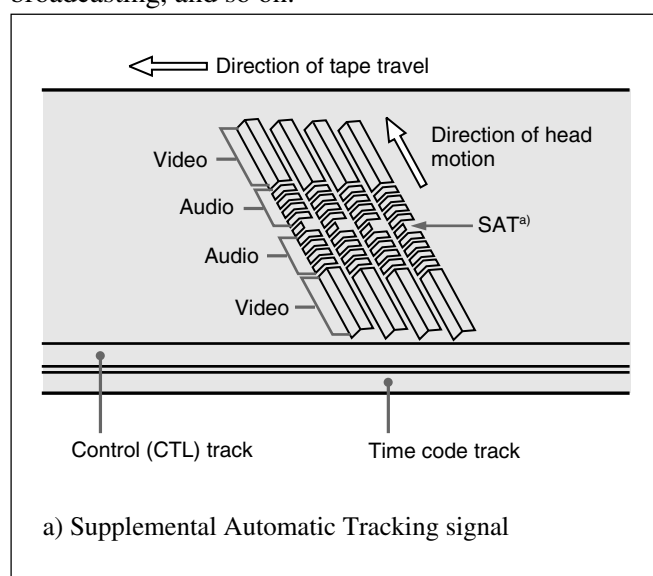 broadcasting, and so on.
Direction of tape travel
Direction of head
motion
Video
Audio
SATa)
Audio
Video
Control (CTL) track
Time code track
a) Supplemental Automatic Tracking signal